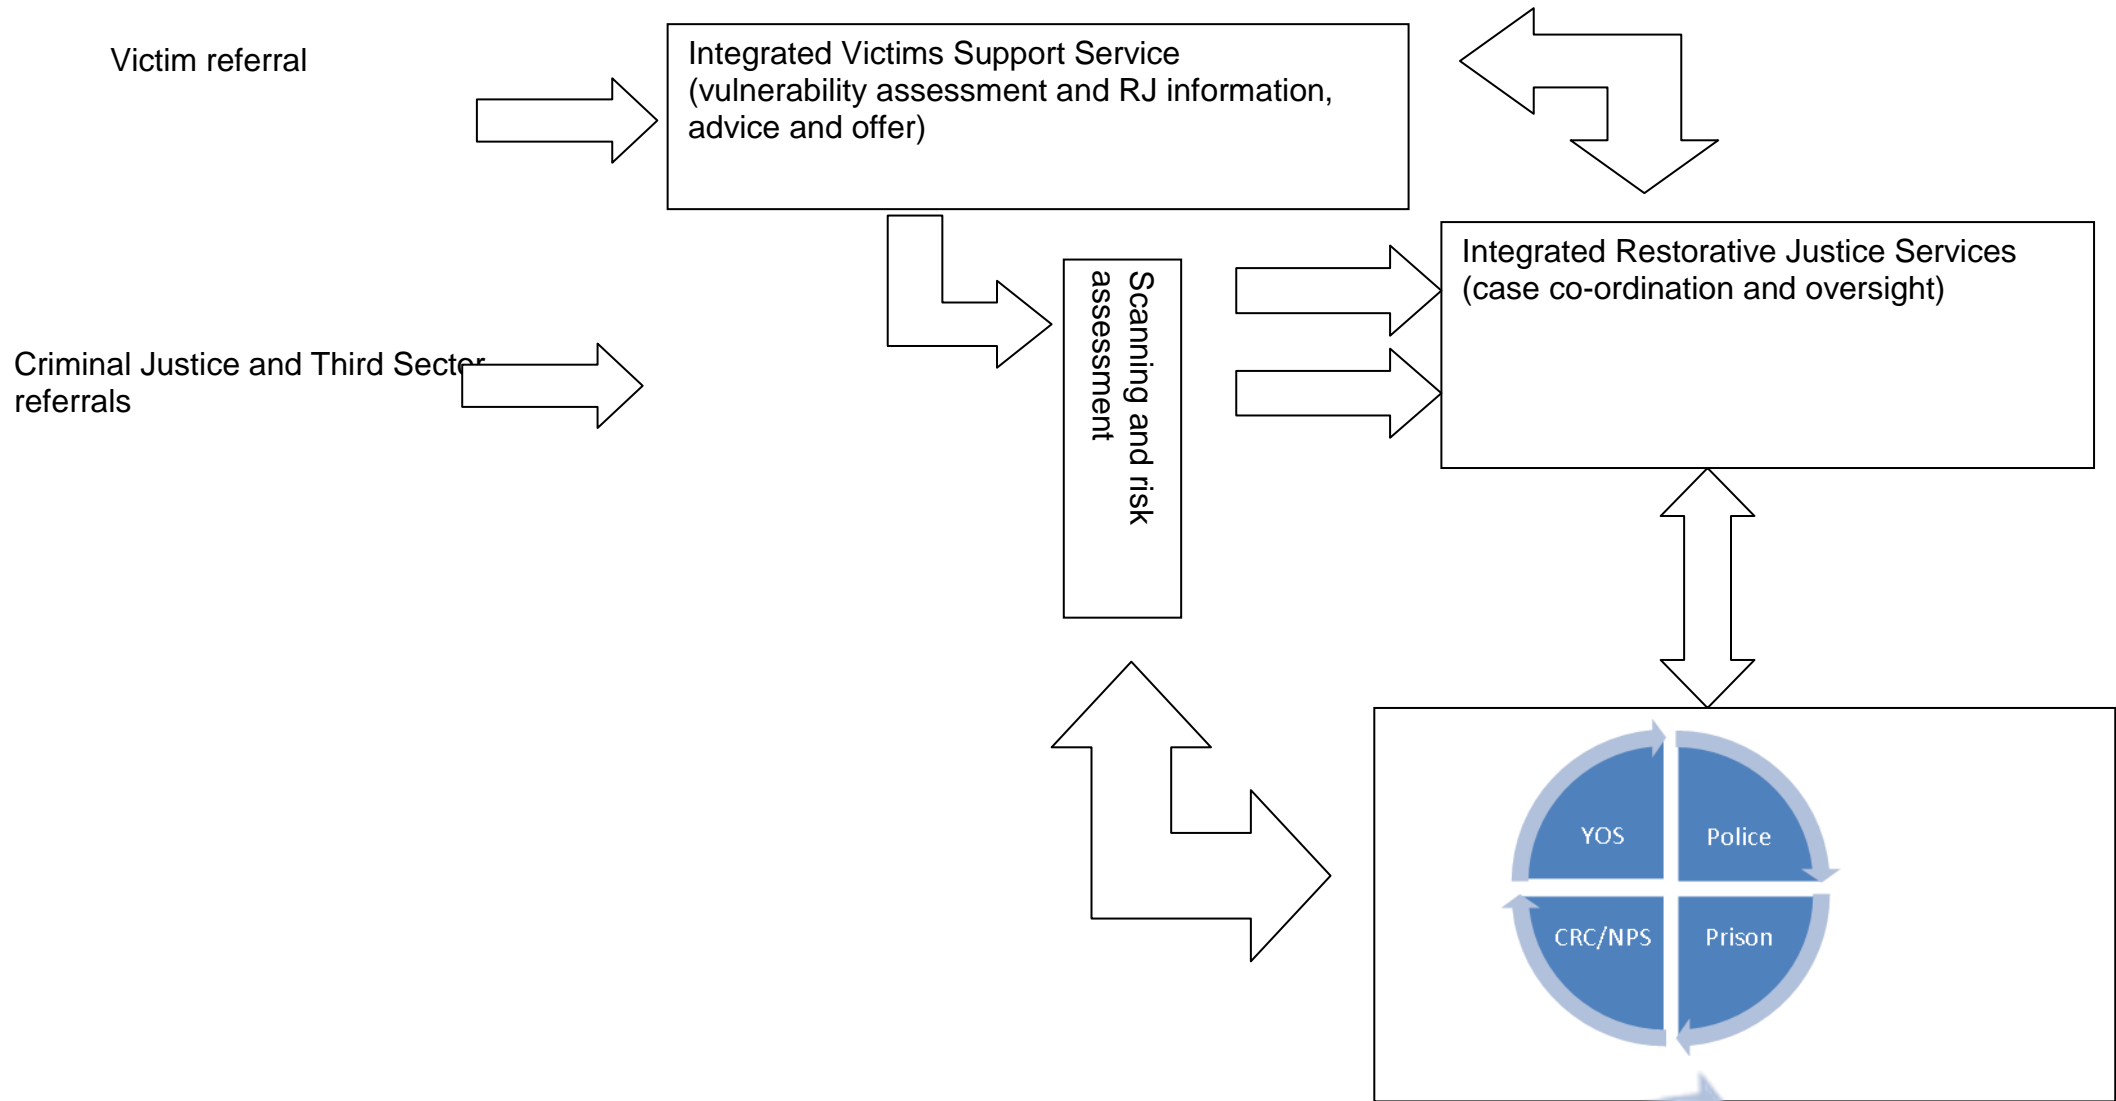 Victim referral
Integrated Victims Support Service
(vulnerability assessment and RJ information,
advice and offer)
Integrated Restorative Justice Services
(case co-ordination and oversight)
Scanning and risk
assessment
Criminal Justice and Third Sector
referrals
YOS
Police
CRC/NPS
Prison